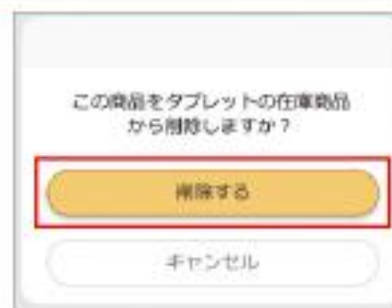 この商品をタブレットの在庫商品
から削除しますか？
削除する
キャンセル